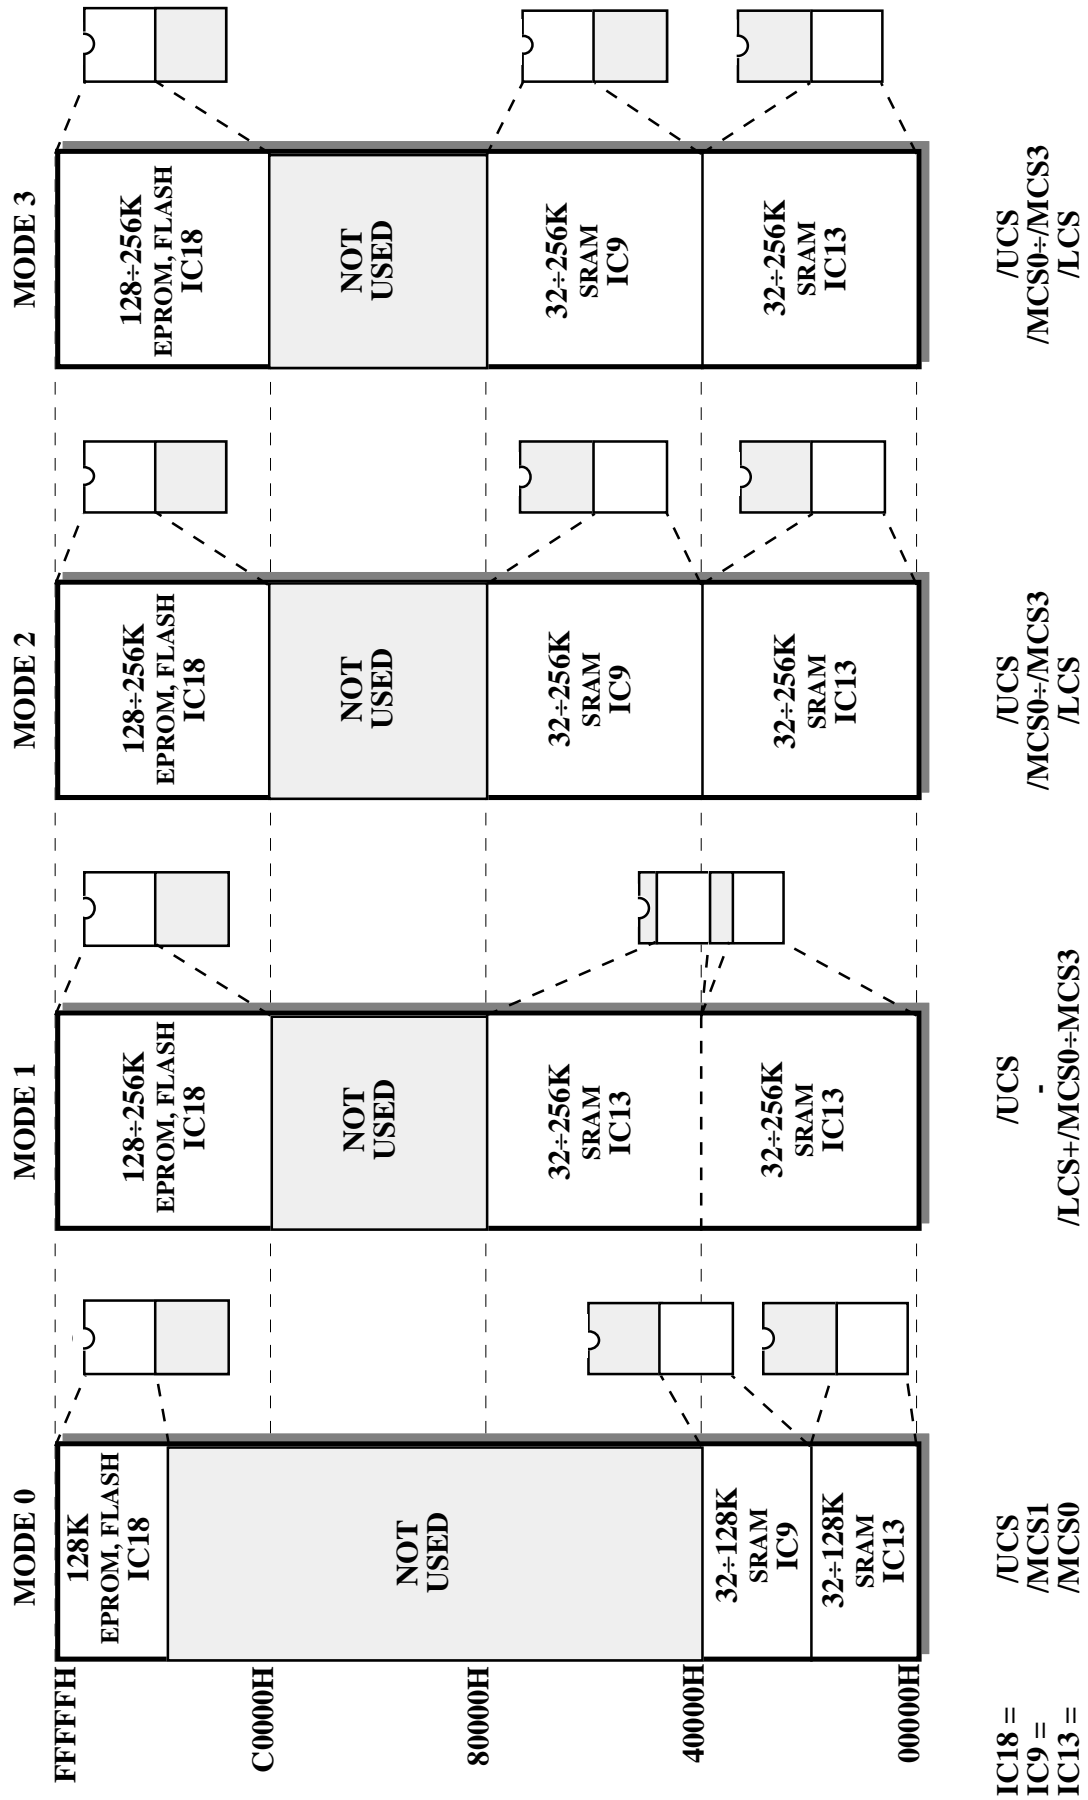 MODE 0
MODE 1
MODE 2
MODE 3
FFFFFH
C0000H
80000H
40000H
00000H
128K
EPROM, FLASH
IC18
NOT
USED
32÷128K
SRAM
IC9
32÷128K
SRAM
IC13
128÷256K
EPROM, FLASH
IC18
NOT
USED
32÷256K
SRAM
IC13
32÷256K
SRAM
IC13
128÷256K
EPROM, FLASH
IC18
NOT
USED
32÷256K
SRAM
IC9
32÷256K
SRAM
IC13
128÷256K
EPROM, FLASH
IC18
NOT
USED
32÷256K
SRAM
IC9
32÷256K
SRAM
IC13
IC18 = /UCS /UCS /UCS /UCS
IC9 = /MCS1 - /MCS0÷/MCS3 /MCS0÷/MCS3
IC13 = /MCS0 /LCS+/MCS0÷MCS3 /LCS /LCS